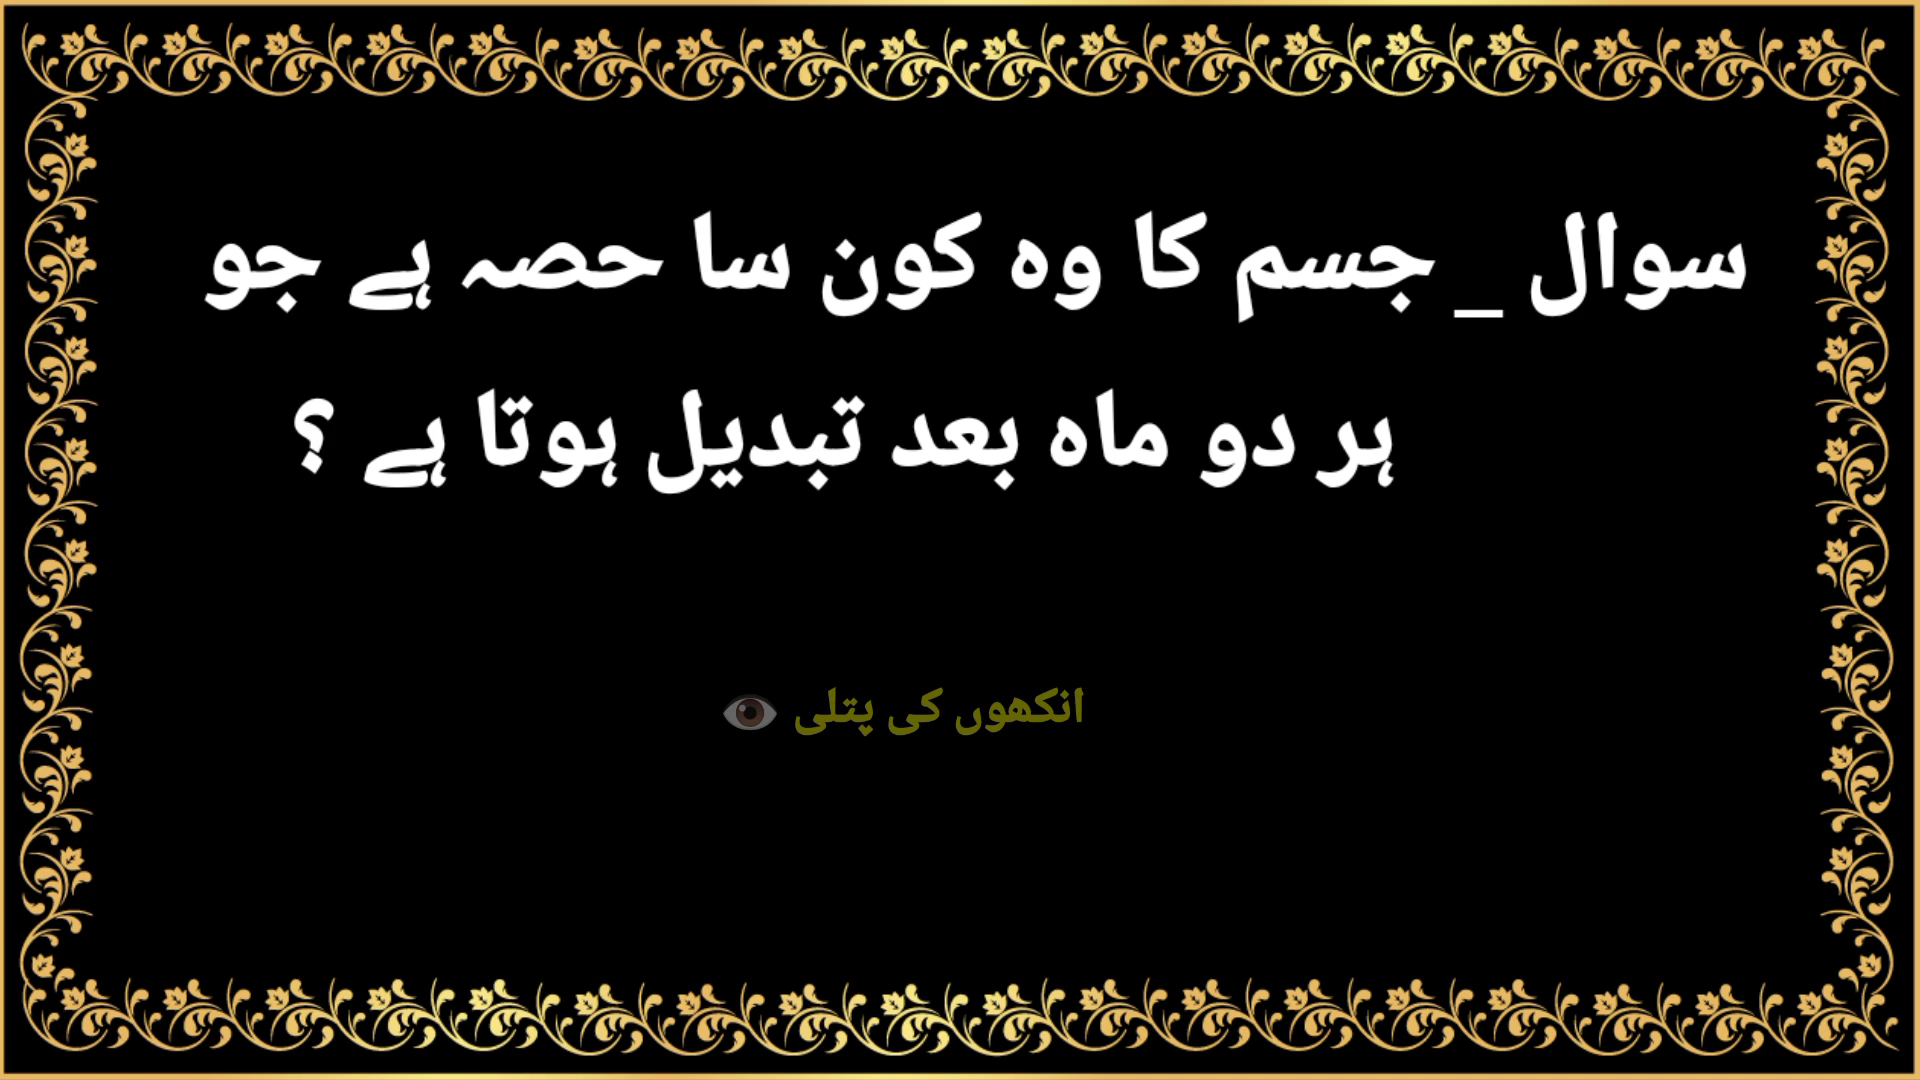 سوال _ جسم کا وہ کون سا حصہ ہے جو
ہر دو ماہ بعد تبدیل ہوتا ہے ؟
انکھوں کی پتلی 👁️